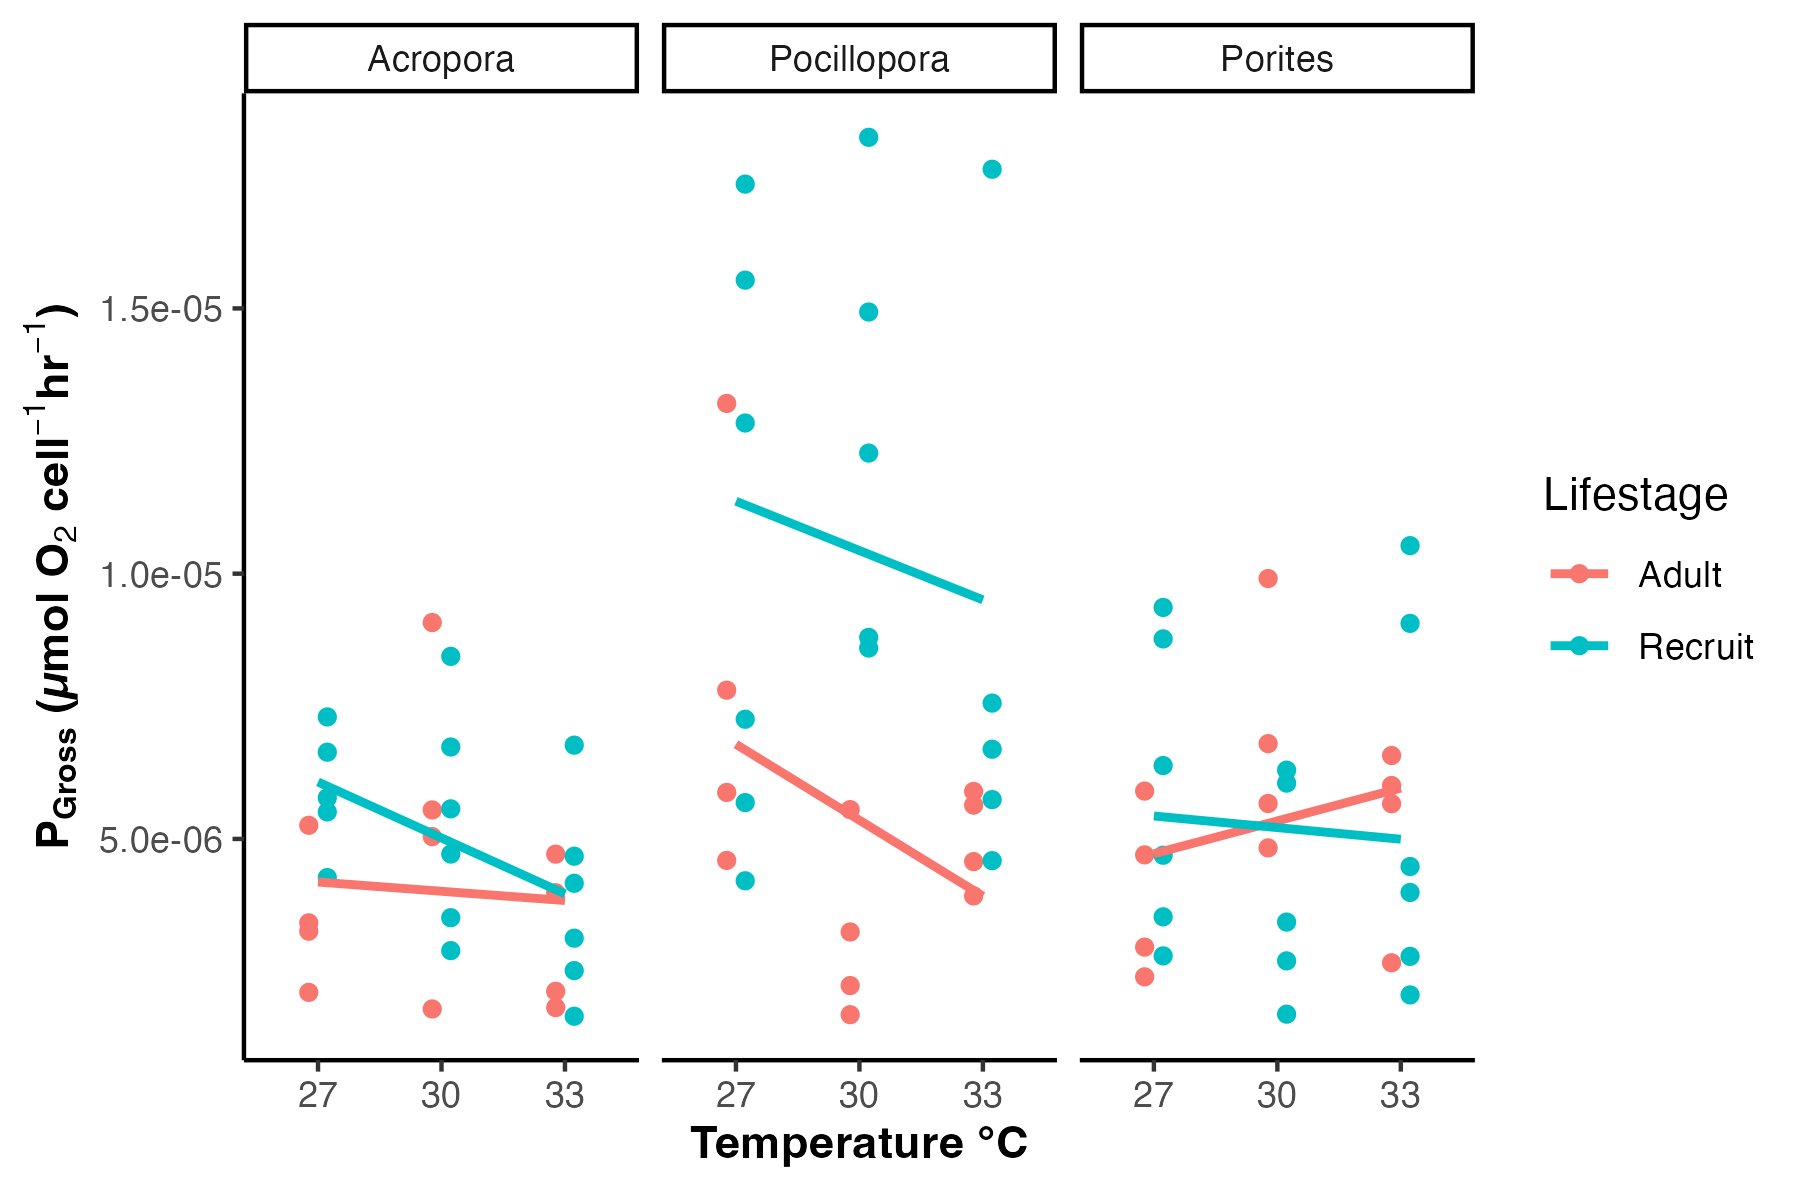 Acropora Pocillopora Porites
P_Gross (µmol O₂ cell⁻¹hr⁻¹)
1.5e-05
1.0e-05
5.0e-06
27 30 33 27 30 33 27 30 33
Temperature °C
Lifestage
Adult
Recruit